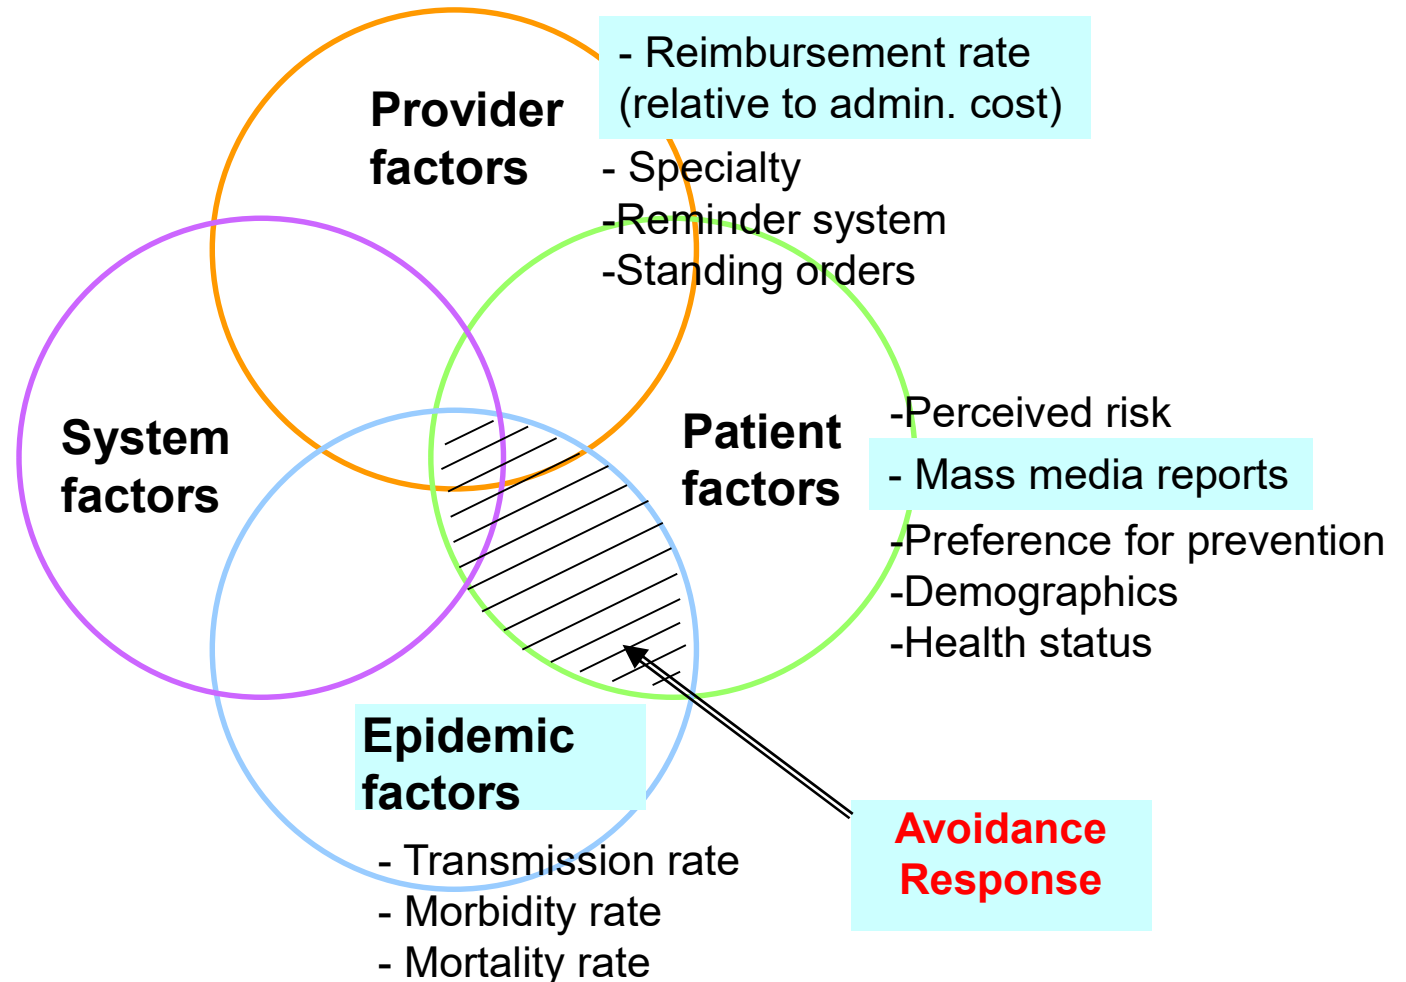 Provider
factors
- Reimbursement rate
(relative to admin. cost)
- Specialty
-Reminder system
-Standing orders
System
factors
Patient
factors
-Perceived risk
- Mass media reports
-Preference for prevention
-Demographics
-Health status
Epidemic
factors
- Transmission rate
- Morbidity rate
- Mortality rate
Avoidance
Response